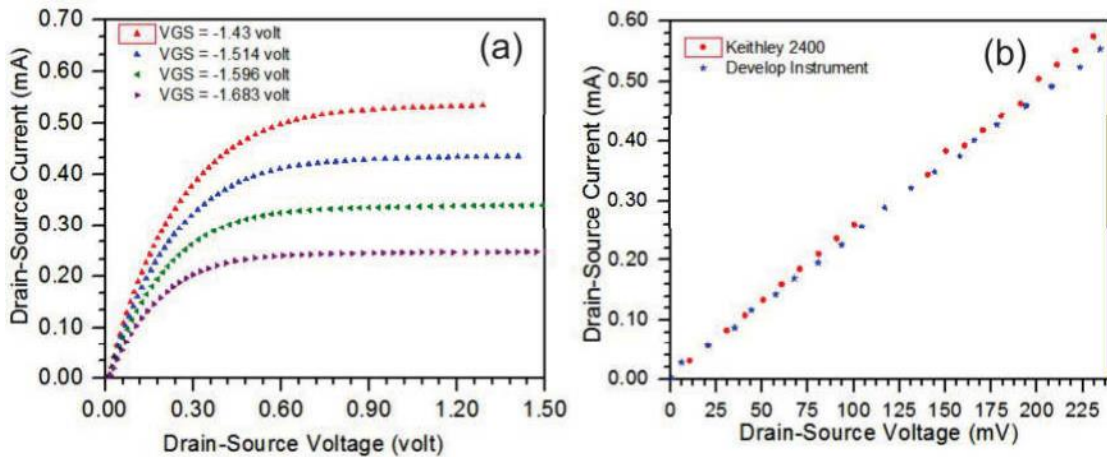 0.70
0.60
0.50
0.40
0.30
0.20
0.10
0.00
0.00 0.30 0.60 0.90 1.20 1.50
Drain-Source Current (mA)
Drain-Source Voltage (volt)
VGS = -1.43 volt
VGS = -1.514 volt
VGS = -1.596 volt
VGS = -1.683 volt
(a)
0.60
0.50
0.40
0.30
0.20
0.10
0.00
0 25 50 75 100 125 150 175 200 225
Drain-Source Current (mA)
Drain-Source Voltage (mV)
Keithley 2400
Develop Instrument
(b)